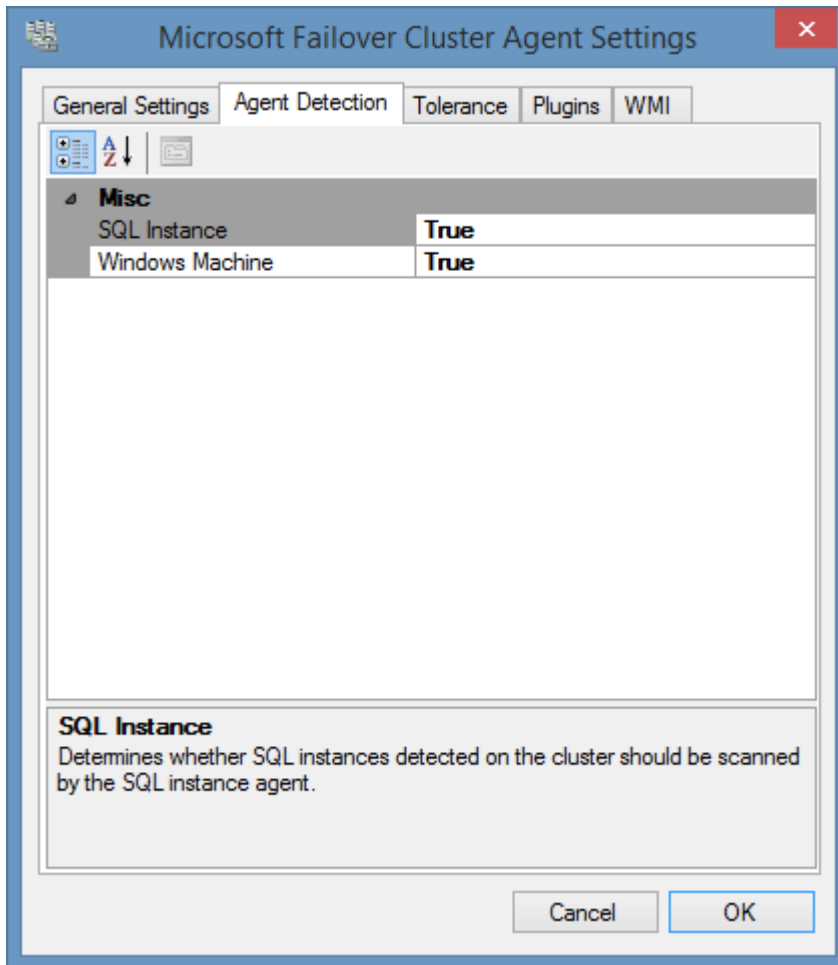 Microsoft Failover Cluster Agent Settings
General Settings Agent Detection Tolerance Plugins WMI
Misc
SQL Instance True
Windows Machine True
SQL Instance
Determines whether SQL instances detected on the cluster should be scanned
by the SQL instance agent.
Cancel OK